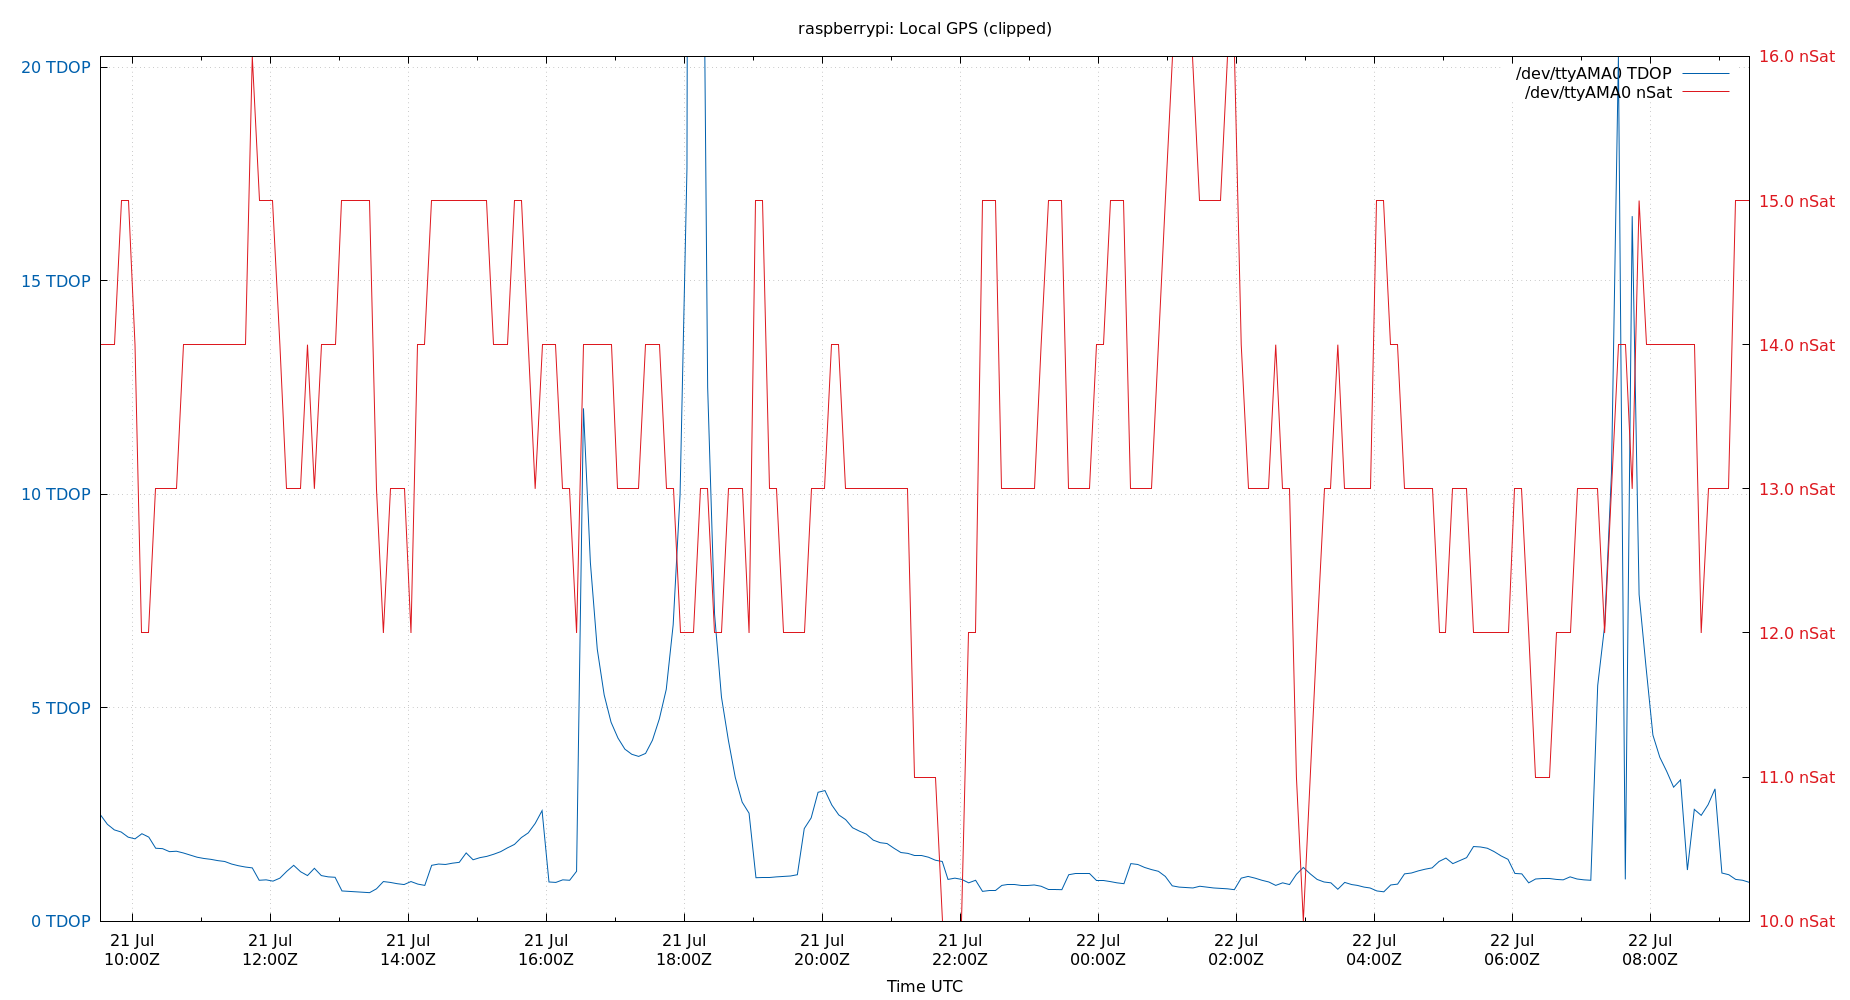 raspberrypi: Local GPS (clipped)
20 TDOP
15 TDOP
10 TDOP
5 TDOP
0 TDOP
16.0 nSat
15.0 nSat
14.0 nSat
13.0 nSat
12.0 nSat
11.0 nSat
10.0 nSat
/dev/ttyAMA0 TDOP
/dev/ttyAMA0 nSat
21 Jul 21 Jul 21 Jul 21 Jul 21 Jul 21 Jul 21 Jul 22 Jul 22 Jul 22 Jul 22 Jul 22 Jul
10:00Z 12:00Z 14:00Z 16:00Z 18:00Z 20:00Z 22:00Z 00:00Z 02:00Z 04:00Z 06:00Z 08:00Z
Time UTC